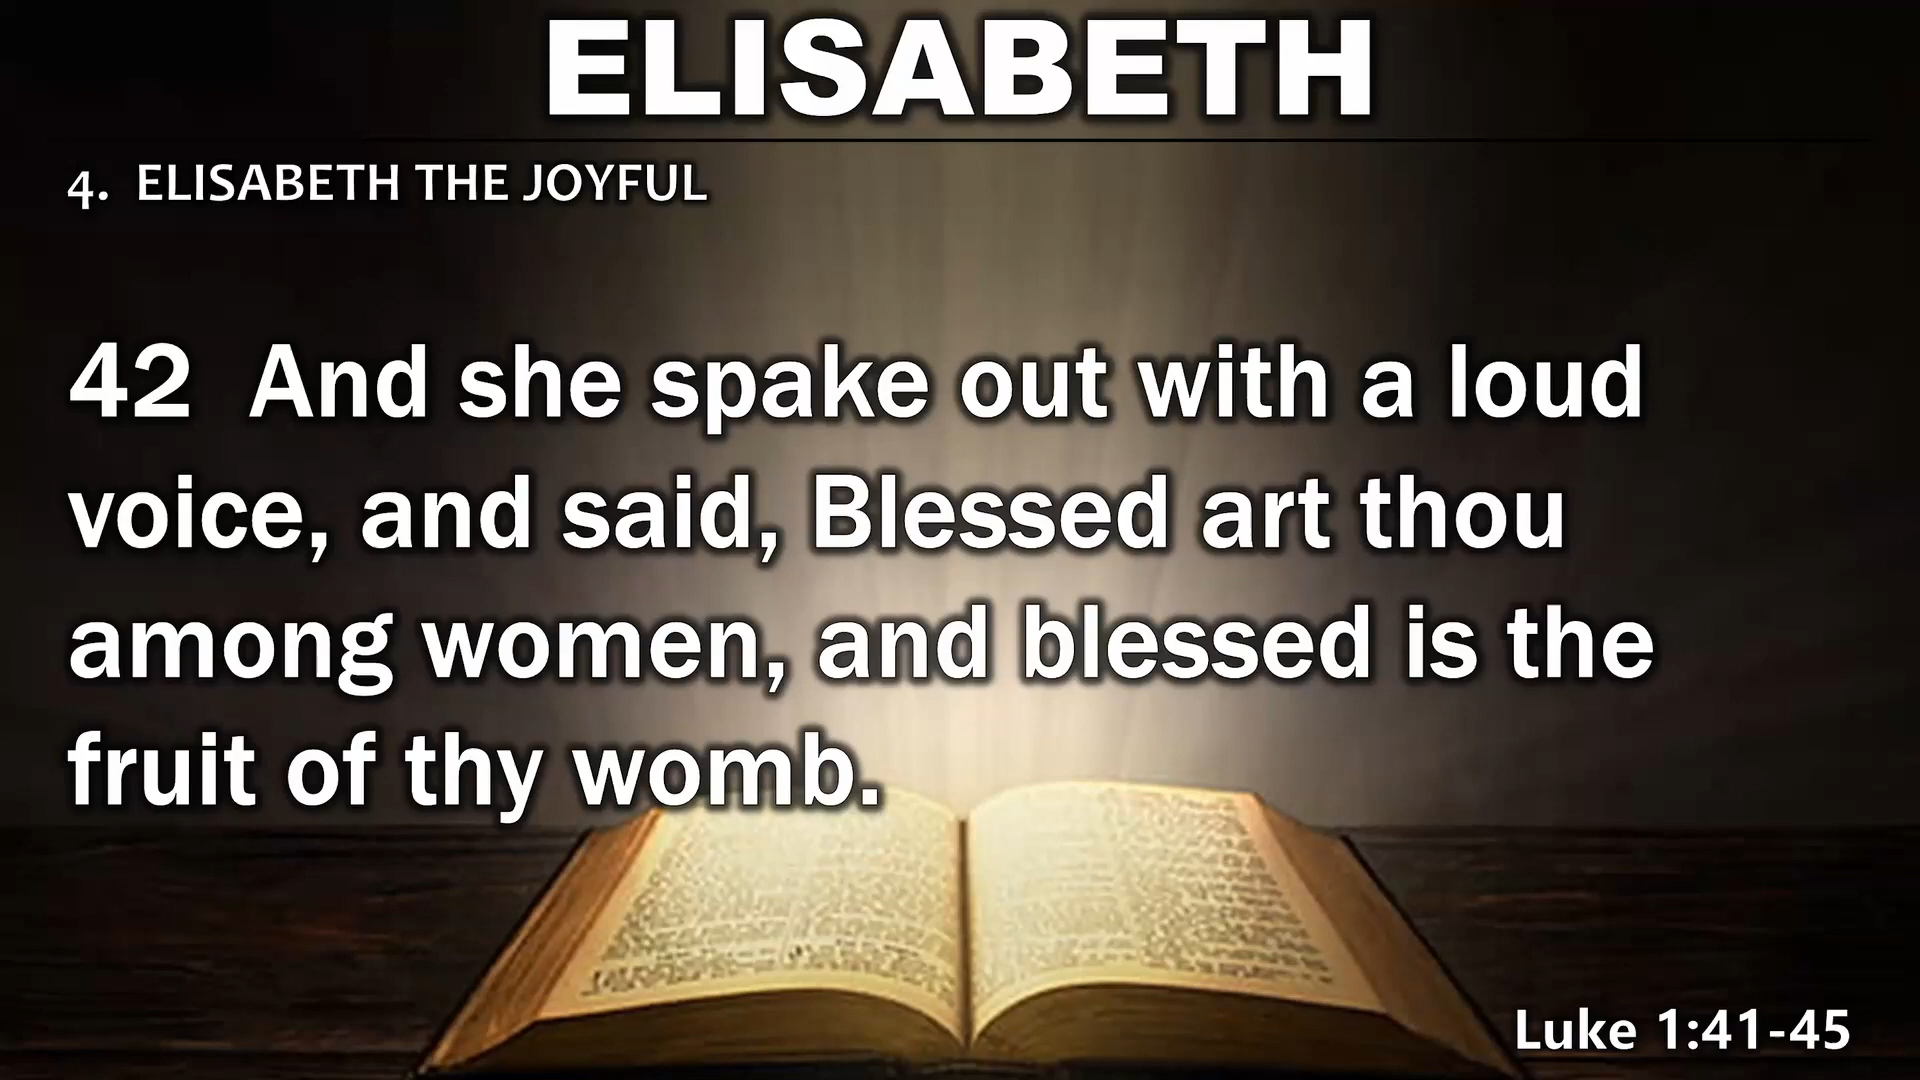 ELISABETH
4. ELISABETH THE JOYFUL
42 And she spake out with a loud
voice, and said, Blessed art thou
among women, and blessed is the
fruit of thy womb.
Luke 1:41-45